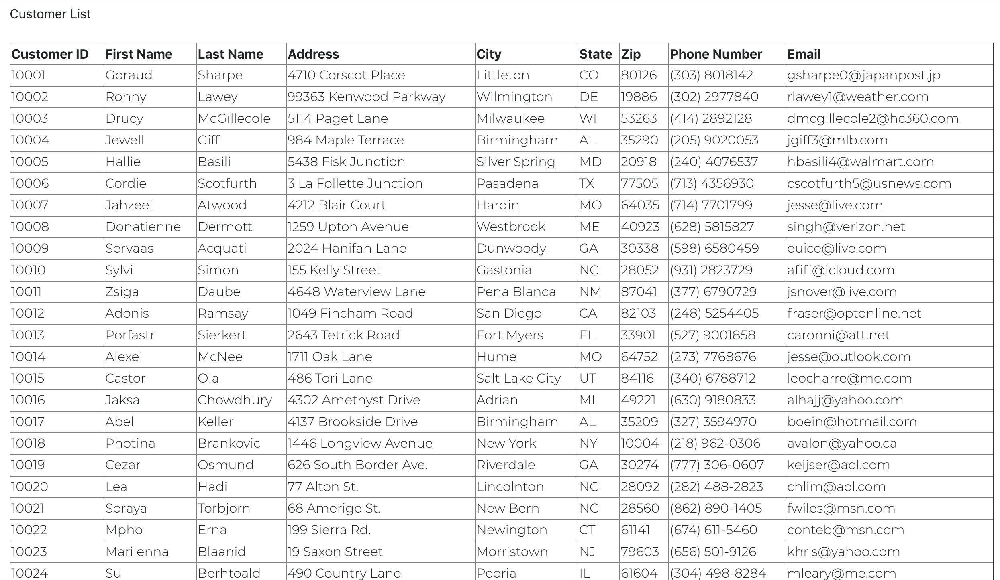 Customer List
Customer ID First Name Last Name Address City State Zip Phone Number Email
10001 Goraud Sharpe 4710 Corscot Place Littleton CO 80126 (303) 8018142 gsharpe0@japanpost.jp
10002 Ronny Lawey 99363 Kenwood Parkway Wilmington DE 19886 (302) 2977840 rlawey1@weather.com
10003 Drucy McGillecole 5114 Paget Lane Milwaukee WI 53263 (414) 2892128 dmcgillecole2@hc360.com
10004 Jewell Giff 984 Maple Terrace Birmingham AL 35290 (205) 9020053 jgiff3@mlb.com
10005 Hallie Basili 5438 Fisk Junction Silver Spring MD 20918 (240) 4076537 hbasili4@walmart.com
10006 Cordie Scotfurth 3 La Follette Junction Pasadena TX 77505 (713) 4356930 cscotfurth5@usnews.com
10007 Jahzeel Atwood 4212 Blair Court Hardin MO 64035 (714) 7701799 jesse@live.com
10008 Donatienne Dermott 1259 Upton Avenue Westbrook ME 40923 (628) 5815827 singh@verizon.net
10009 Servaas Acquati 2024 Hanifan Lane Dunwoody GA 30338 (598) 6580459 euice@live.com
10010 Sylvi Simon 155 Kelly Street Gastonia NC 28052 (931) 2823729 afifi@icloud.com
10011 Zsiga Daube 4648 Waterview Lane Pena Blanca NM 87041 (377) 6790729 jsnover@live.com
10012 Adonis Ramsay 1049 Fincham Road San Diego CA 82103 (248) 5254405 fraser@optonline.net
10013 Porfastr Sierkert 2643 Tetrick Road Fort Myers FL 33901 (527) 9001858 caronni@att.net
10014 Alexei McNee 1711 Oak Lane Hume MO 64752 (273) 7768676 jesse@outlook.com
10015 Castor Ola 486 Tori Lane Salt Lake City UT 84116 (340) 6788712 leocharre@me.com
10016 Jaksa Chowdhury 4302 Amethyst Drive Adrian MI 49221 (630) 9180833 alhajj@yahoo.com
10017 Abel Keller 4137 Brookside Drive Birmingham AL 35209 (327) 3594970 boein@hotmail.com
10018 Photina Brankovic 1446 Longview Avenue New York NY 10004 (218) 962-0306 avalon@yahoo.ca
10019 Cezar Osmund 626 South Border Ave. Riverdale GA 30274 (777) 306-0607 keijser@aol.com
10020 Lea Hadi 77 Alton St. Lincolnton NC 28092 (282) 488-2823 chlim@aol.com
10021 Soraya Torbjorn 68 Amerige St. New Bern NC 28560 (862) 890-1405 fwiles@msn.com
10022 Mpho Erna 199 Sierra Rd. Newington CT 61141 (674) 611-5460 conteb@msn.com
10023 Marilenna Blaanid 19 Saxon Street Morristown NJ 79603 (656) 501-9126 khris@yahoo.com
10024 Su Berhtoald 490 Country Lane Peoria IL 61604 (304) 498-8284 mleary@me.com